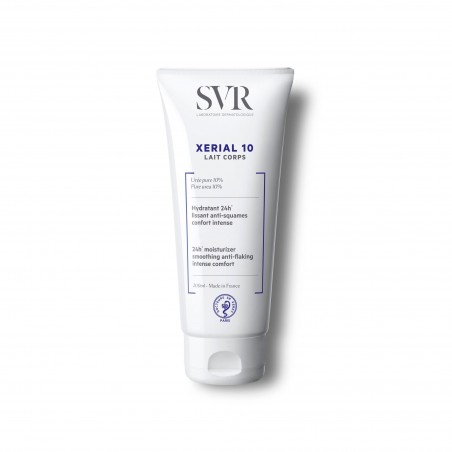 SVR
LABORATOIRE DERMATOLOGIQUE
XERIAL 10
LAIT CORPS
Urée pure 10%
Pure urea 10%
Hydratant 24h*
lissant anti-squames
confort intense
24h* moisturizer
smoothing anti-flaking
intense comfort
200ml - Made in France
PARIS